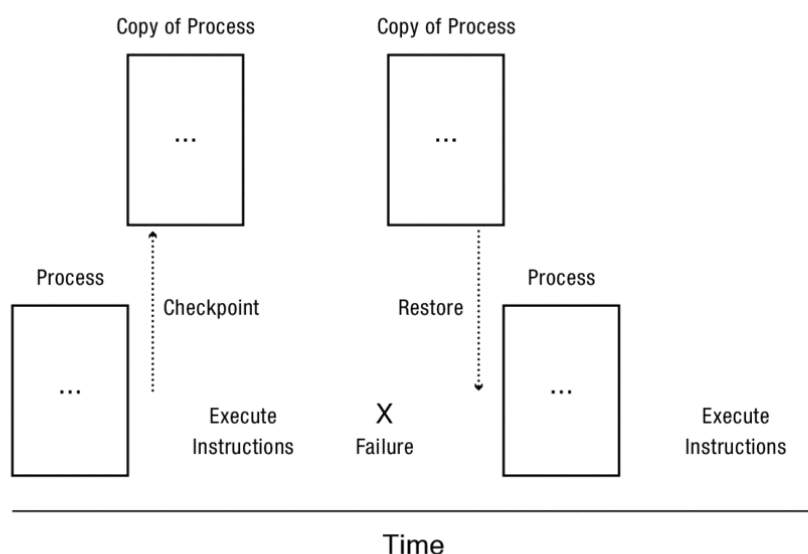 Copy of Process
Copy of Process
...
...
Process
Process
Checkpoint
Restore
...
...
Execute
Instructions
X
Failure
Execute
Instructions
Time